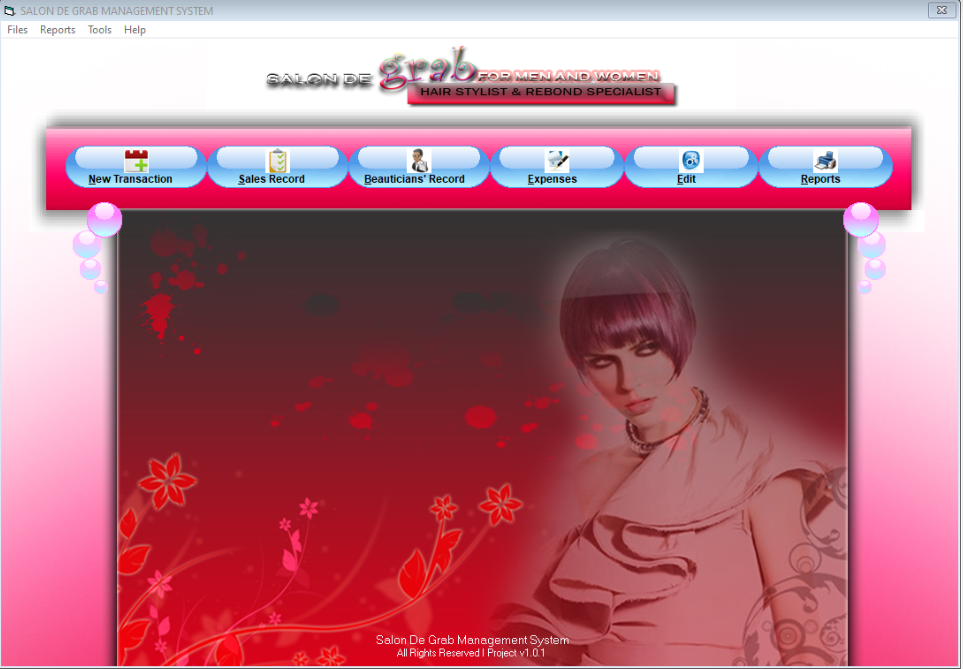 SALON DE GRAB MANAGEMENT SYSTEM
Files Reports Tools Help
SALON DE grab FOR MEN AND WOMEN
HAIR STYLIST & REBOND SPECIALIST
New Transaction Sales Record Beauticians' Record Expenses Edit Reports
Salon De Grab Management System
All Rights Reserved | Project v1.0.1